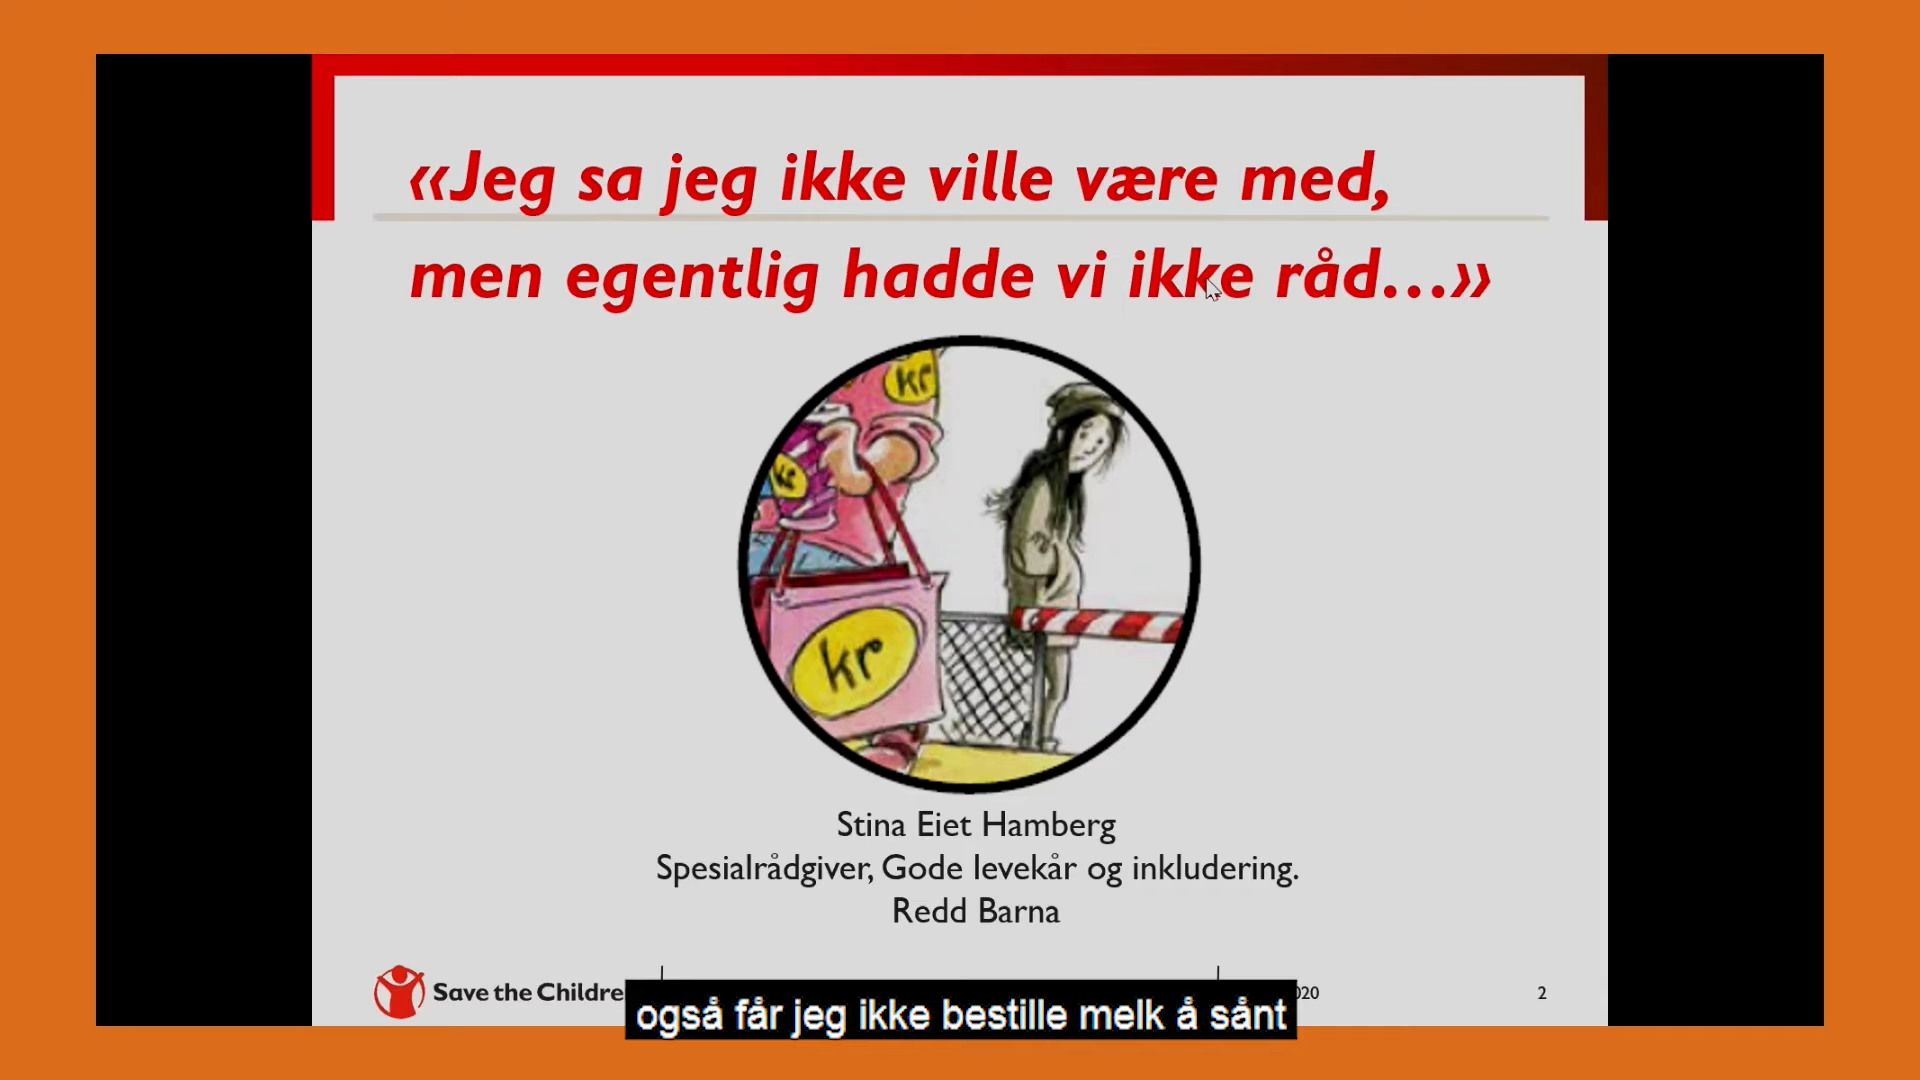 «Jeg sa jeg ikke ville være med,
men egentlig hadde vi ikke råd...»
kr
kr
kr
Stina Eiet Hamberg
Spesialrådgiver, Gode levekår og inkludering.
Redd Barna
Save the Childre
020
2
også får jeg ikke bestille melk å sånt